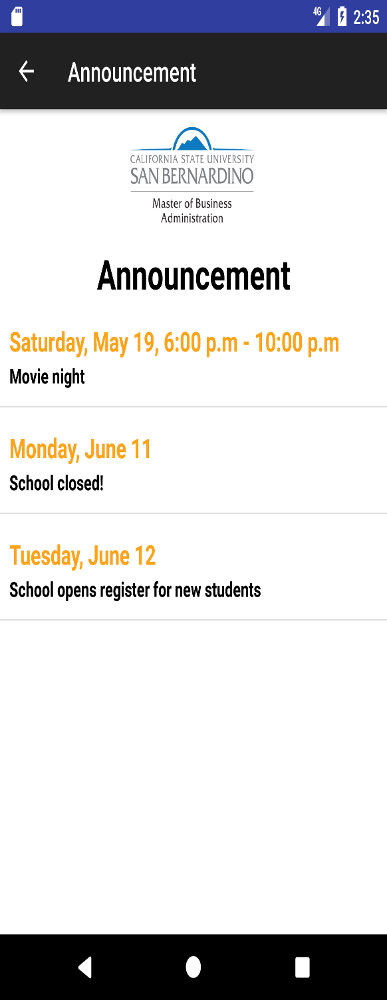 4G 2:35
Announcement
CALIFORNIA STATE UNIVERSITY
SAN BERNARDINO
Master of Business
Administration
Announcement
Saturday, May 19, 6:00 p.m - 10:00 p.m
Movie night
Monday, June 11
School closed!
Tuesday, June 12
School opens register for new students